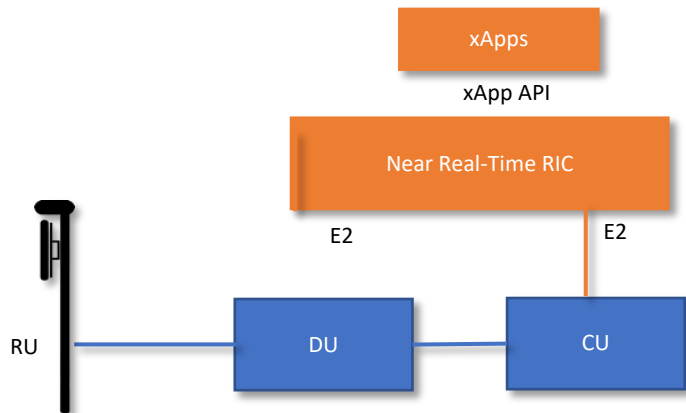 xApps
xApp API
Near Real-Time RIC
E2
E2
RU
DU
CU